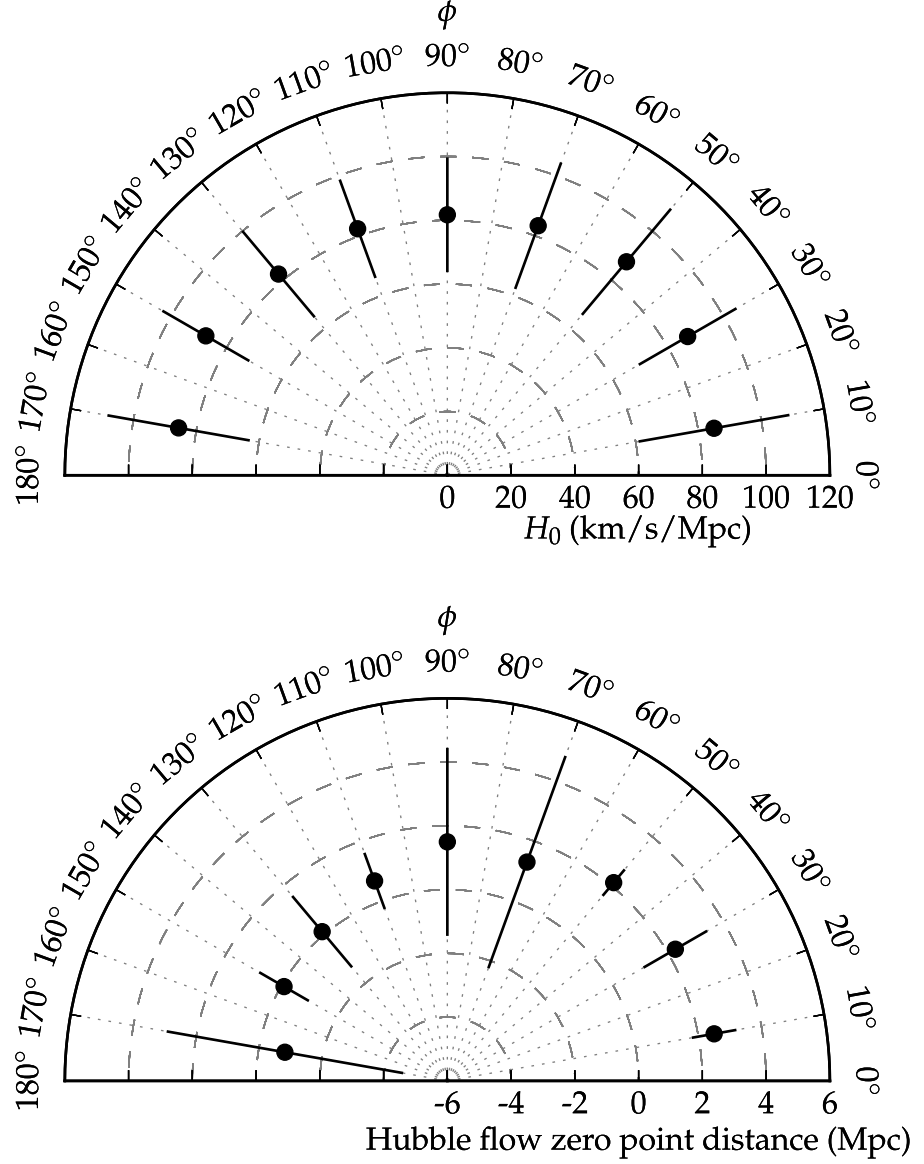 ϕ
180° 170° 160° 150° 140° 130° 120° 110° 100° 90° 80° 70° 60° 50° 40° 30° 20° 10° 0°
0 20 40 60 80 100 120
H₀ (km/s/Mpc)
ϕ
180° 170° 160° 150° 140° 130° 120° 110° 100° 90° 80° 70° 60° 50° 40° 30° 20° 10° 0°
-6 -4 -2 0 2 4 6
Hubble flow zero point distance (Mpc)